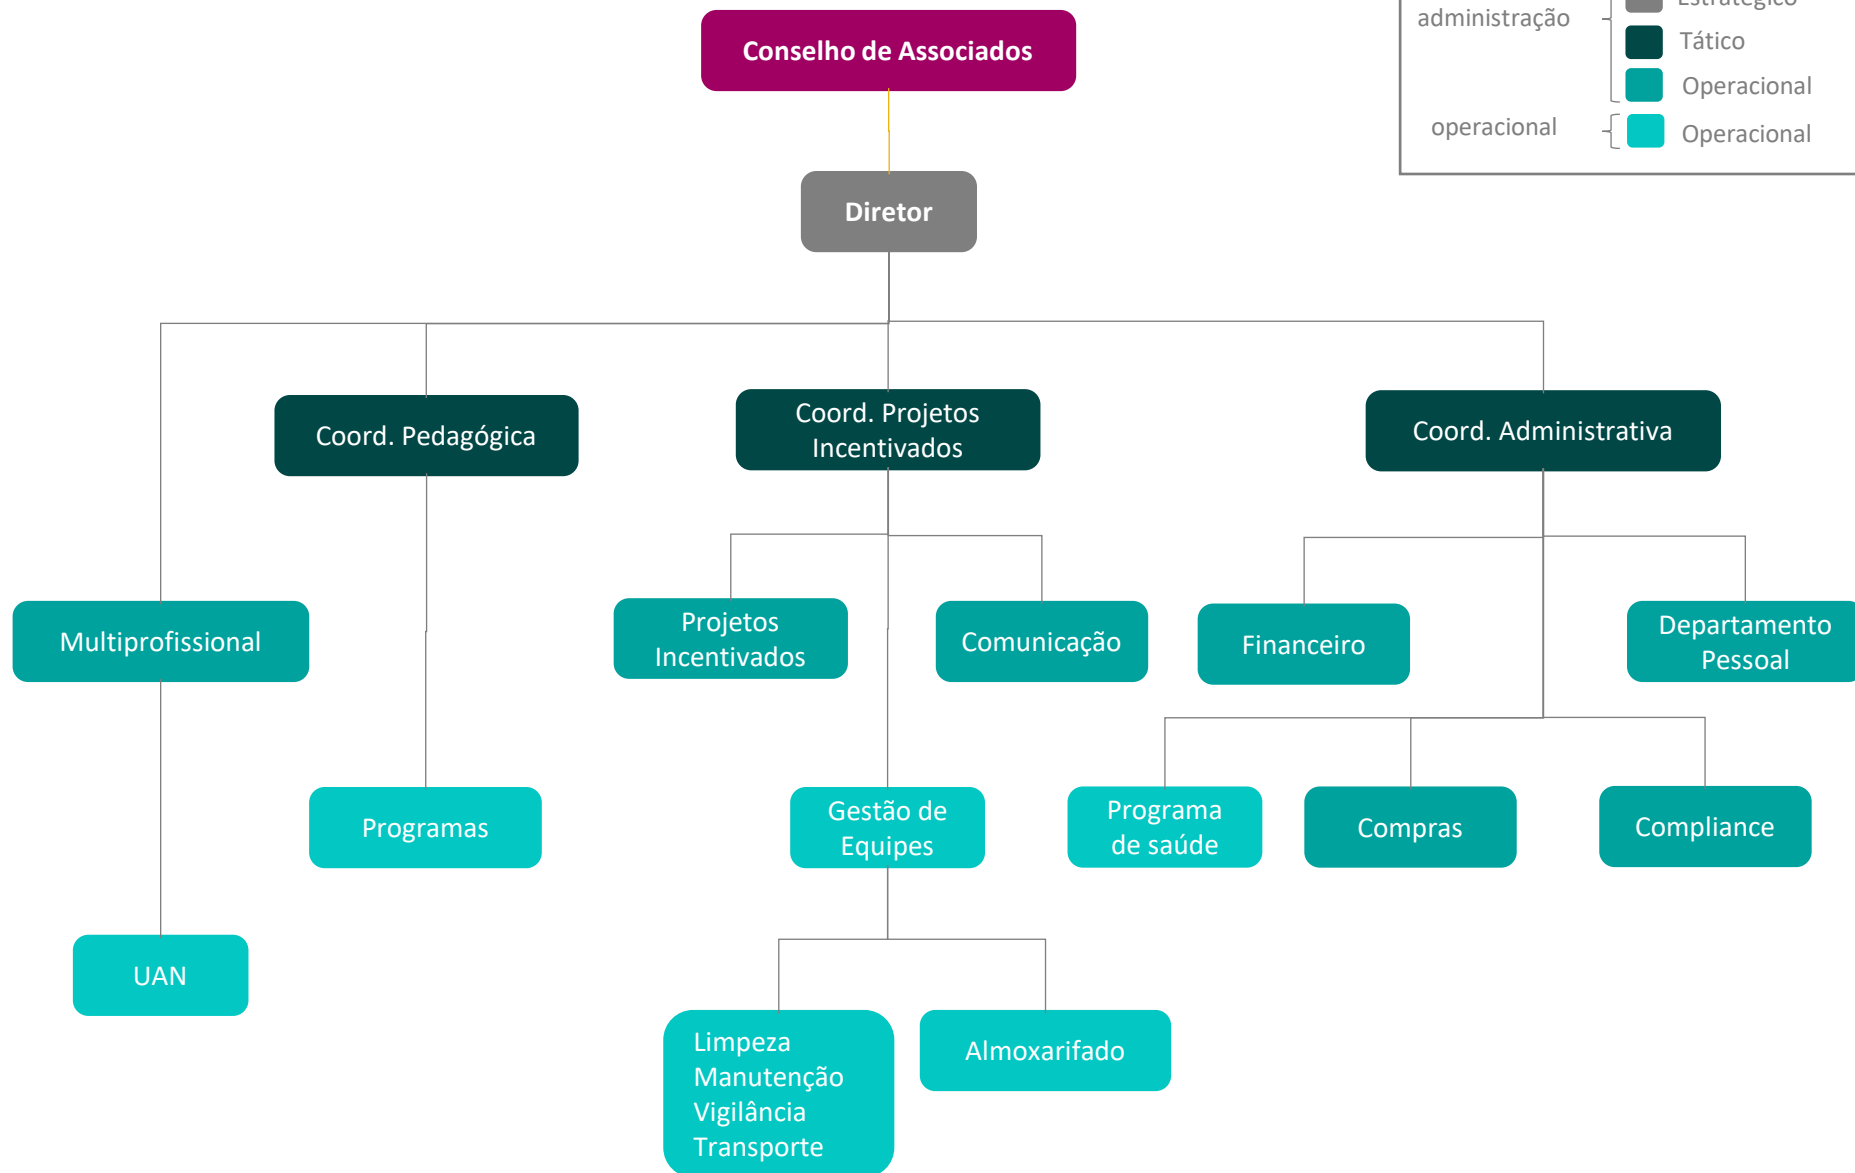 Estratégico
administração
Tático
Operacional
operacional
Operacional
Conselho de Associados
Diretor
Coord. Pedagógica
Coord. Projetos
Incentivados
Coord. Administrativa
Multiprofissional
Projetos
Incentivados
Comunicação
Financeiro
Departamento
Pessoal
Programas
Gestão de
Equipes
Programa
de saúde
Compras
Compliance
UAN
Limpeza
Manutenção
Vigilância
Transporte
Almoxarifado